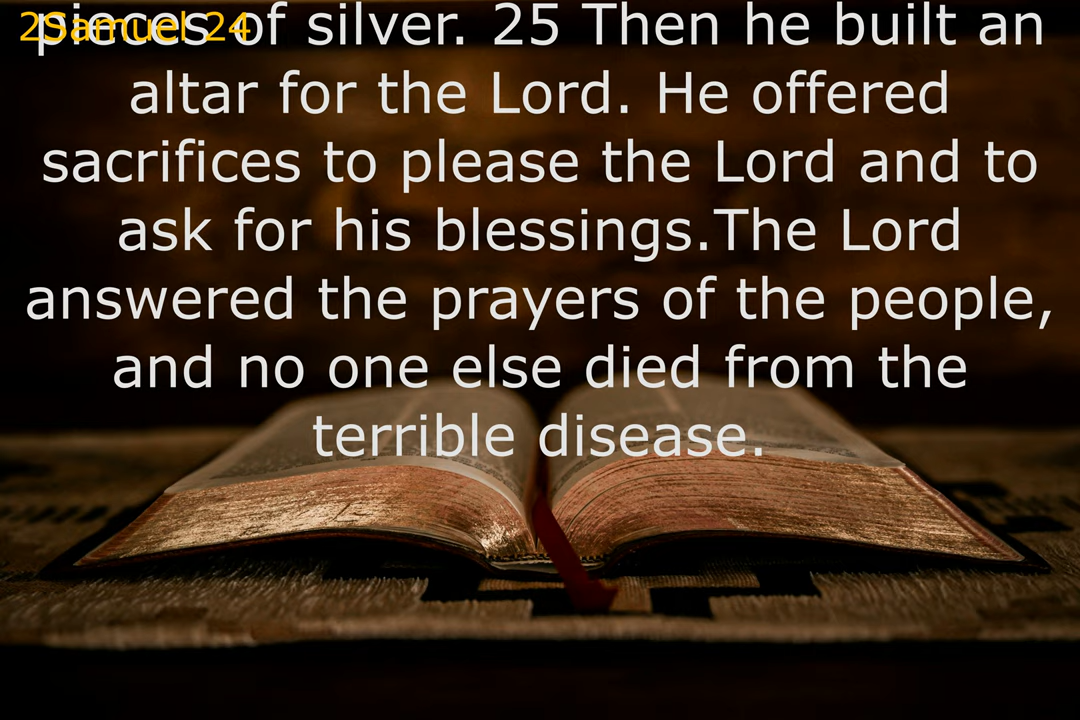 2Samuel 24
pieces of silver. 25 Then he built an
altar for the Lord. He offered
sacrifices to please the Lord and to
ask for his blessings.The Lord
answered the prayers of the people,
and no one else died from the
terrible disease.